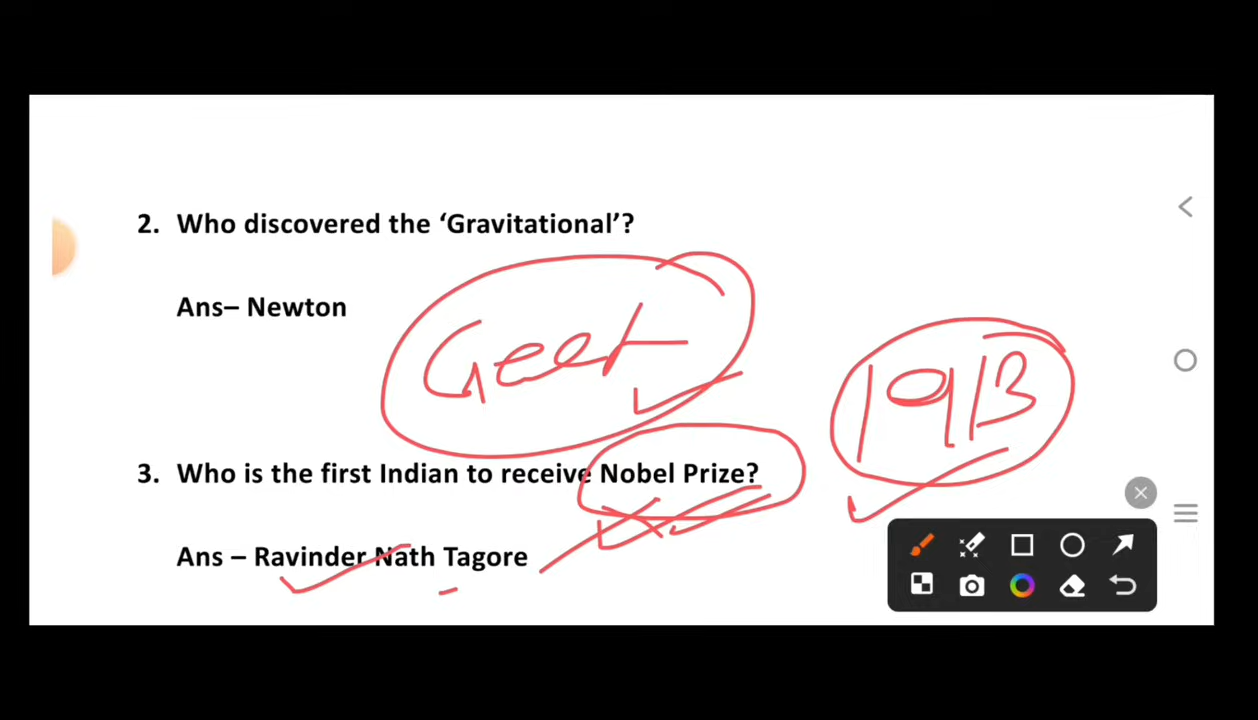 2. Who discovered the ‘Gravitational’?
Ans– Newton
Geet
1913
3. Who is the first Indian to receive Nobel Prize?
Ans – Ravinder Nath Tagore